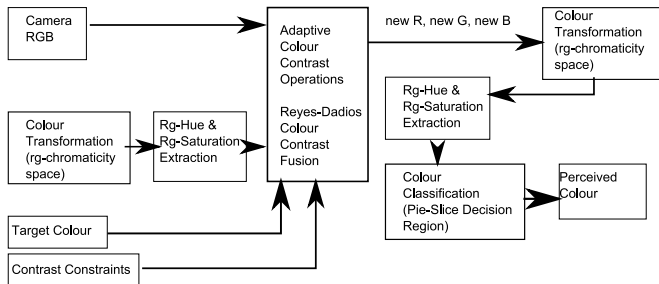 Camera
RGB
Adaptive
Colour
Contrast
Operations
Reyes-Dadios
Colour
Contrast
Fusion
new R, new G, new B
Colour
Transformation
(rg-chromaticity
space)
Rg-Hue &
Rg-Saturation
Extraction
Colour
Transformation
(rg-chromaticity
space)
Rg-Hue &
Rg-Saturation
Extraction
Colour
Classification
(Pie-Slice Decision
Region)
Perceived
Colour
Target Colour
Contrast Constraints